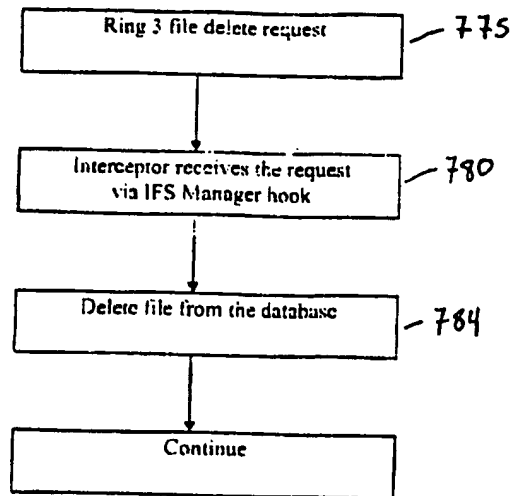 Ring 3 file delete request
775
Interceptor receives the request
via IFS Manager hook
780
Delete file from the database
784
Continue